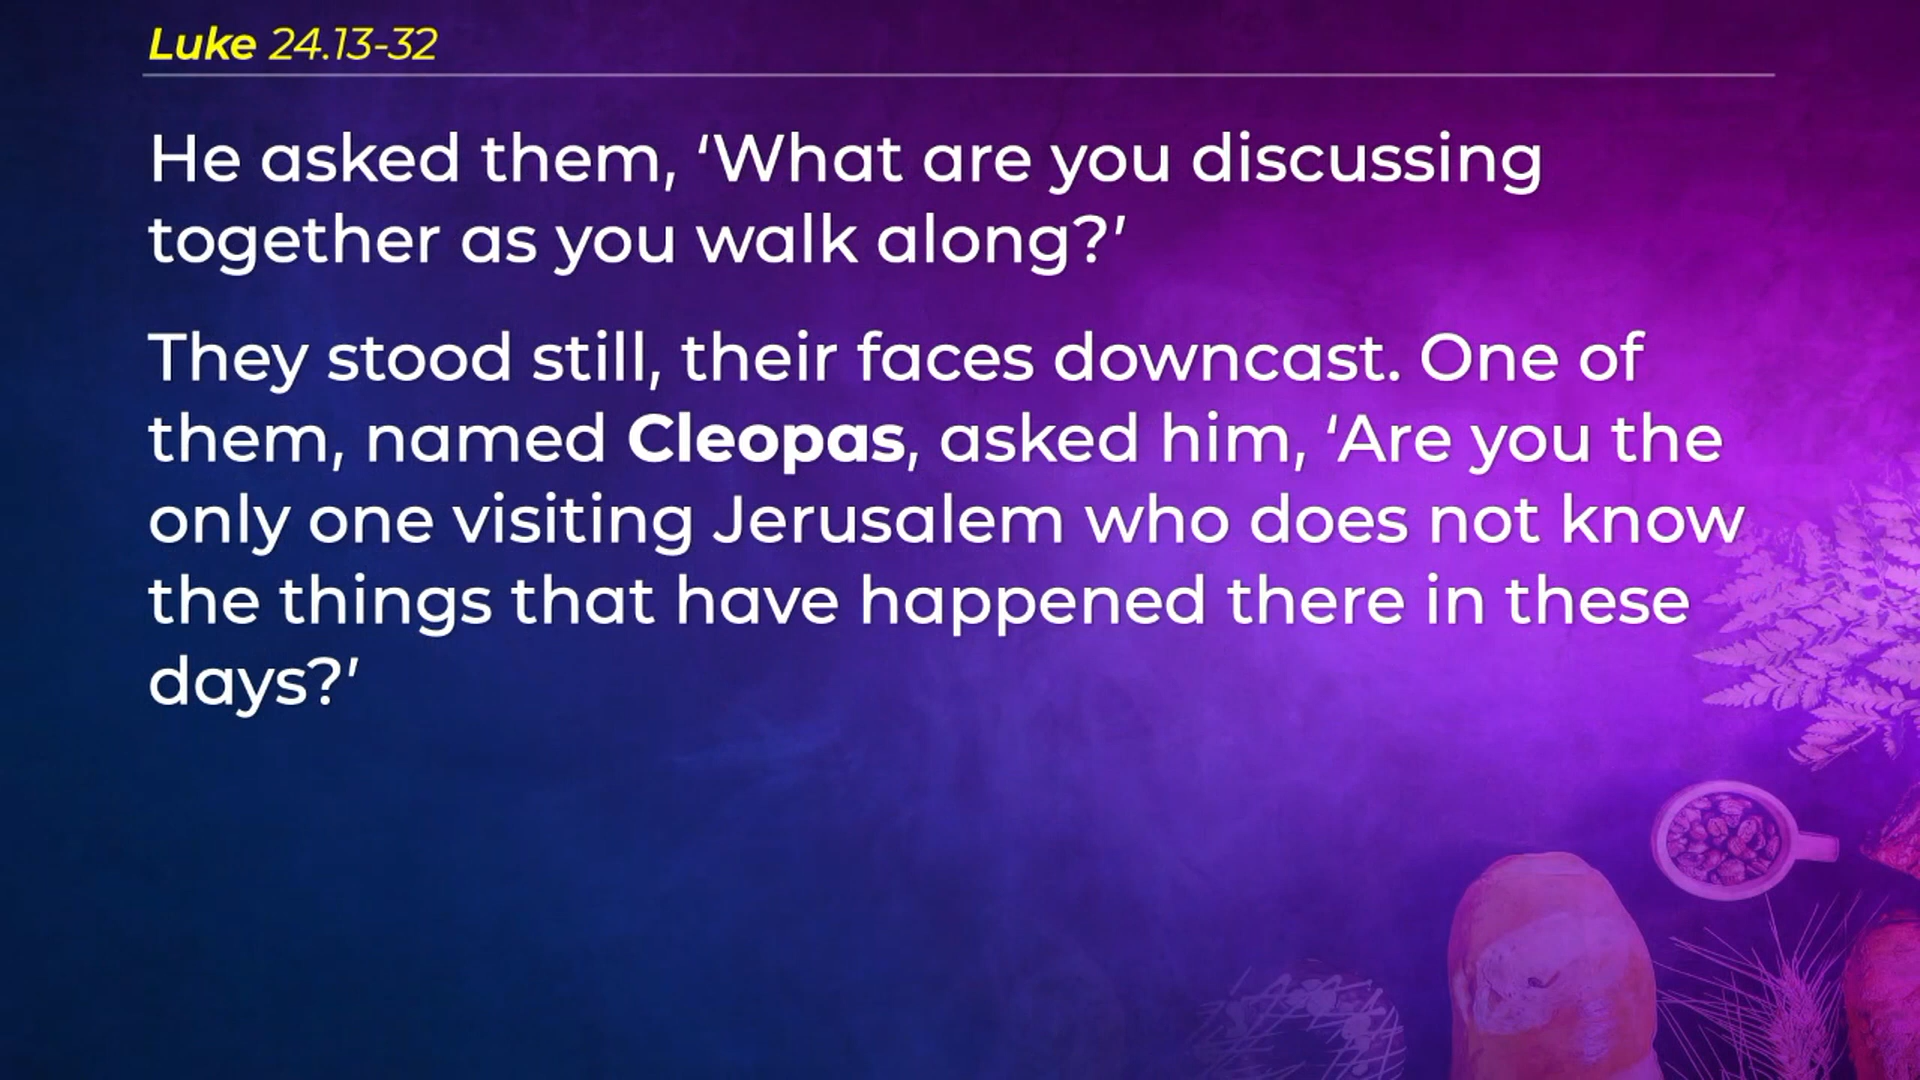 Luke 24.13-32
He asked them, ‘What are you discussing
together as you walk along?’
They stood still, their faces downcast. One of
them, named Cleopas, asked him, ‘Are you the
only one visiting Jerusalem who does not know
the things that have happened there in these
days?’